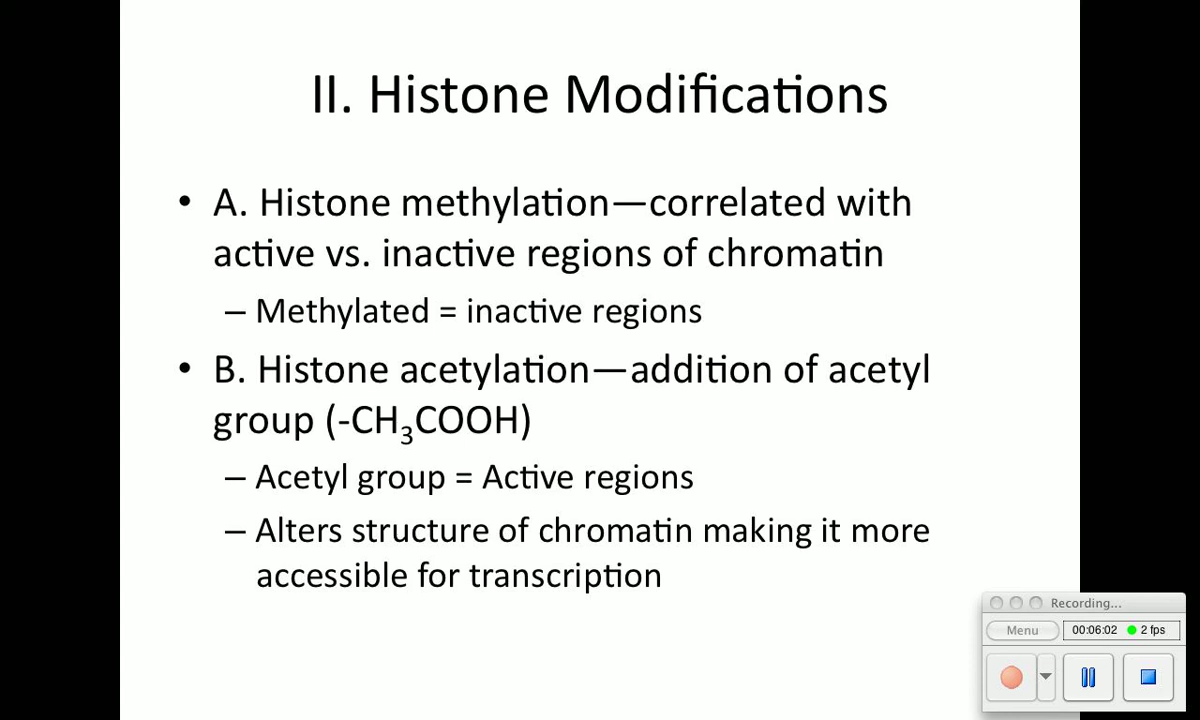 II. Histone Modifications
• A. Histone methylation—correlated with
active vs. inactive regions of chromatin
– Methylated = inactive regions
• B. Histone acetylation—addition of acetyl
group (-CH₃COOH)
– Acetyl group = Active regions
– Alters structure of chromatin making it more
accessible for transcription
Recording...
Menu 00:06:02 2 fps